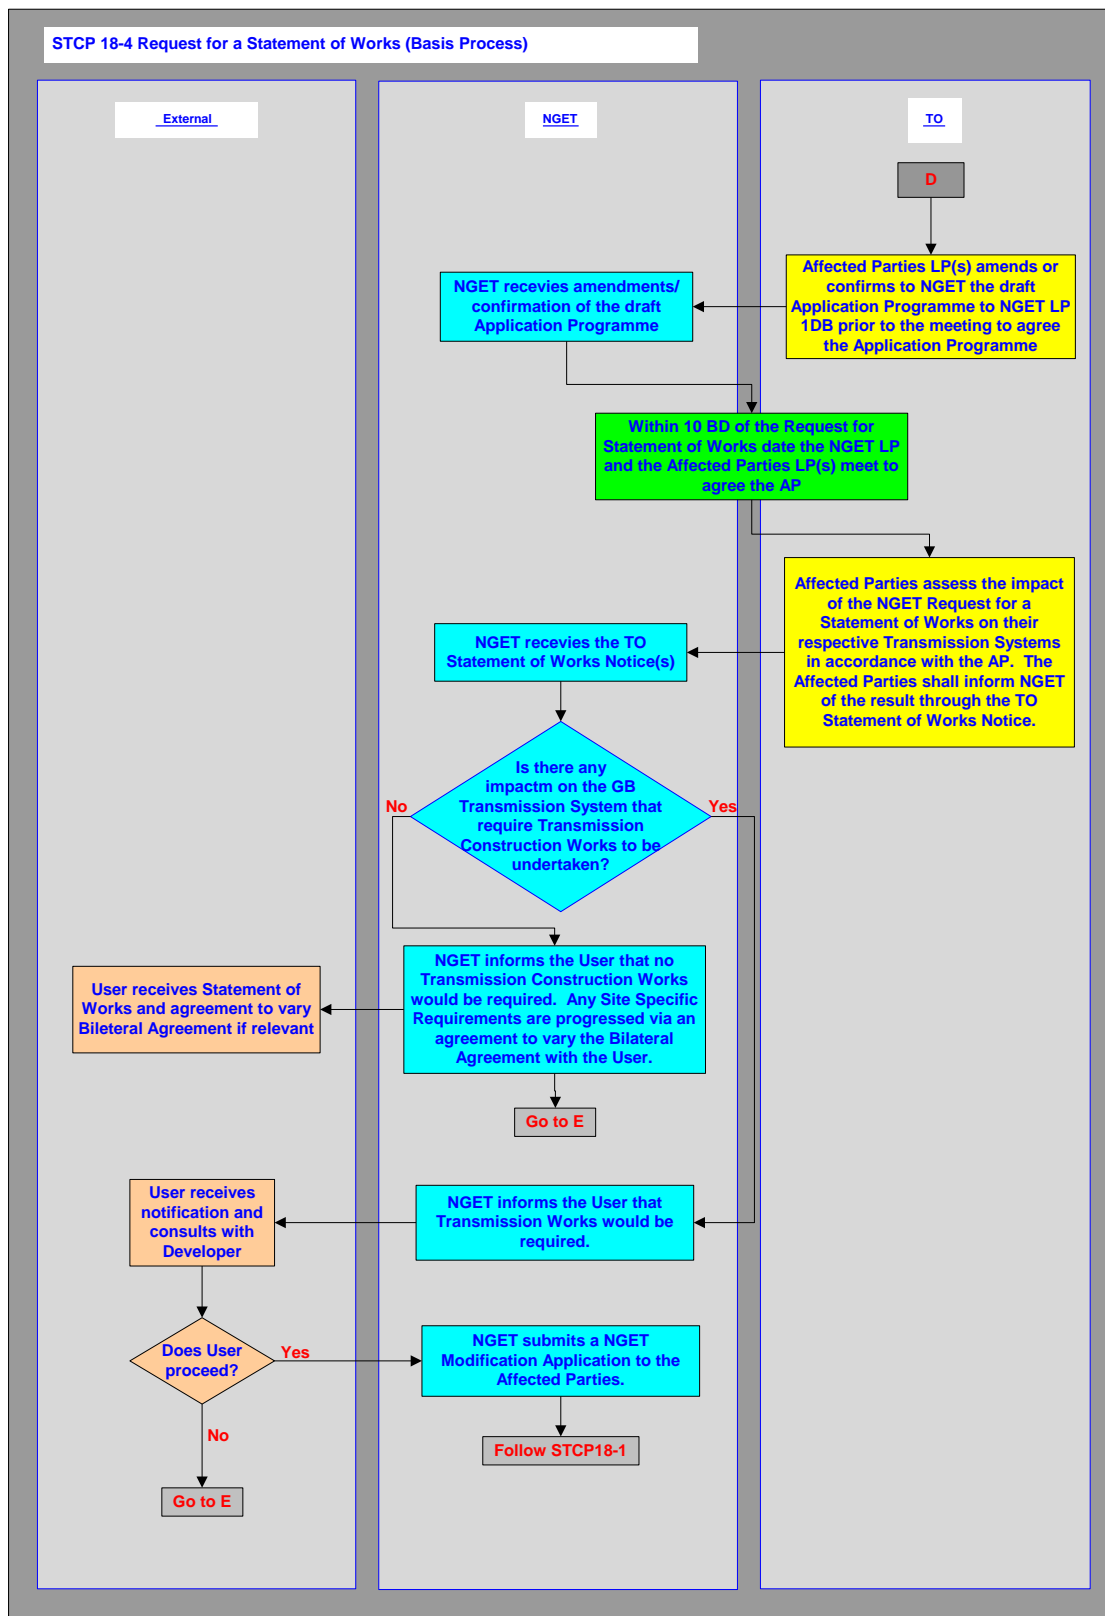 STCP 18-4 Request for a Statement of Works (Basis Process)
External
NGET
TO
D
Affected Parties LP(s) amends or
confirms to NGET the draft
Application Programme to NGET LP
1DB prior to the meeting to agree
the Application Programme
NGET recevies amendments/
confirmation of the draft
Application Programme
Within 10 BD of the Request for
Statement of Works date the NGET LP
and the Affected Parties LP(s) meet to
agree the AP
Affected Parties assess the impact
of the NGET Request for a
Statement of Works on their
respective Transmission Systems
in accordance with the AP. The
Affected Parties shall inform NGET
of the result through the TO
Statement of Works Notice.
NGET recevies the TO
Statement of Works Notice(s)
Is there any
impactm on the GB
Transmission System that
require Transmission
Construction Works to be
undertaken?
No
Yes
NGET informs the User that no
Transmission Construction Works
would be required. Any Site Specific
Requirements are progressed via an
agreement to vary the Bilateral
Agreement with the User.
User receives Statement of
Works and agreement to vary
Bileteral Agreement if relevant
Go to E
NGET informs the User that
Transmission Works would be
required.
User receives
notification and
consults with
Developer
Does User
proceed?
Yes
NGET submits a NGET
Modification Application to the
Affected Parties.
No
Follow STCP18-1
Go to E